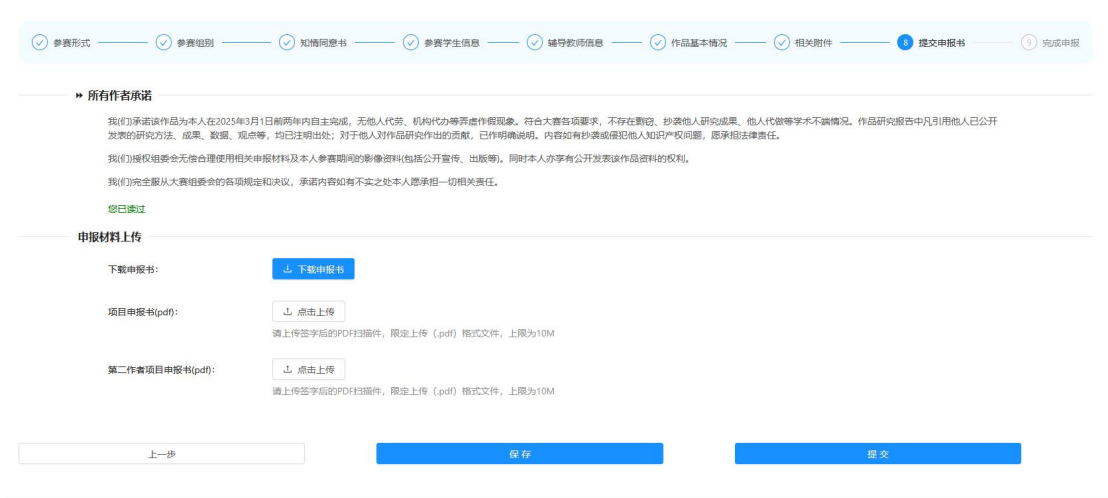 参赛形式 参赛组别 知情同意书 参赛学生信息 辅导教师信息 作品基本情况 相关附件 8 提交申报书 9 完成申报
所有作者承诺
我(们)承诺该作品为本人在2025年3月1日前两年内自主完成，无他人代劳、机构代办等弄虚作假现象。符合大赛各项要求，不存在剽窃、抄袭他人研究成果、他人代做等学术不端情况。作品研究报告中凡引用他人已公开
发表的研究方法、成果、数据、观点等，均已注明出处；对于他人对作品研究作出的贡献，已作明确说明。内容如有抄袭或侵犯他人知识产权问题，愿承担法律责任。
我(们)授权组委会无偿合理使用相关申报材料及本人参赛期间的影像资料(包括公开宣传、出版等)。同时本人亦享有公开发表该作品资料的权利。
我(们)完全服从大赛组委会的各项规定和决议，承诺内容如有不实之处本人愿承担一切相关责任。
您已读过
申报材料上传
下载申报书： 下载申报书
项目申报书(pdf)： 点击上传
请上传签字后的PDF扫描件，限定上传（.pdf）格式文件，上限为10M
第二作者项目申报书(pdf)： 点击上传
请上传签字后的PDF扫描件，限定上传（.pdf）格式文件，上限为10M
上一步 保存 提交